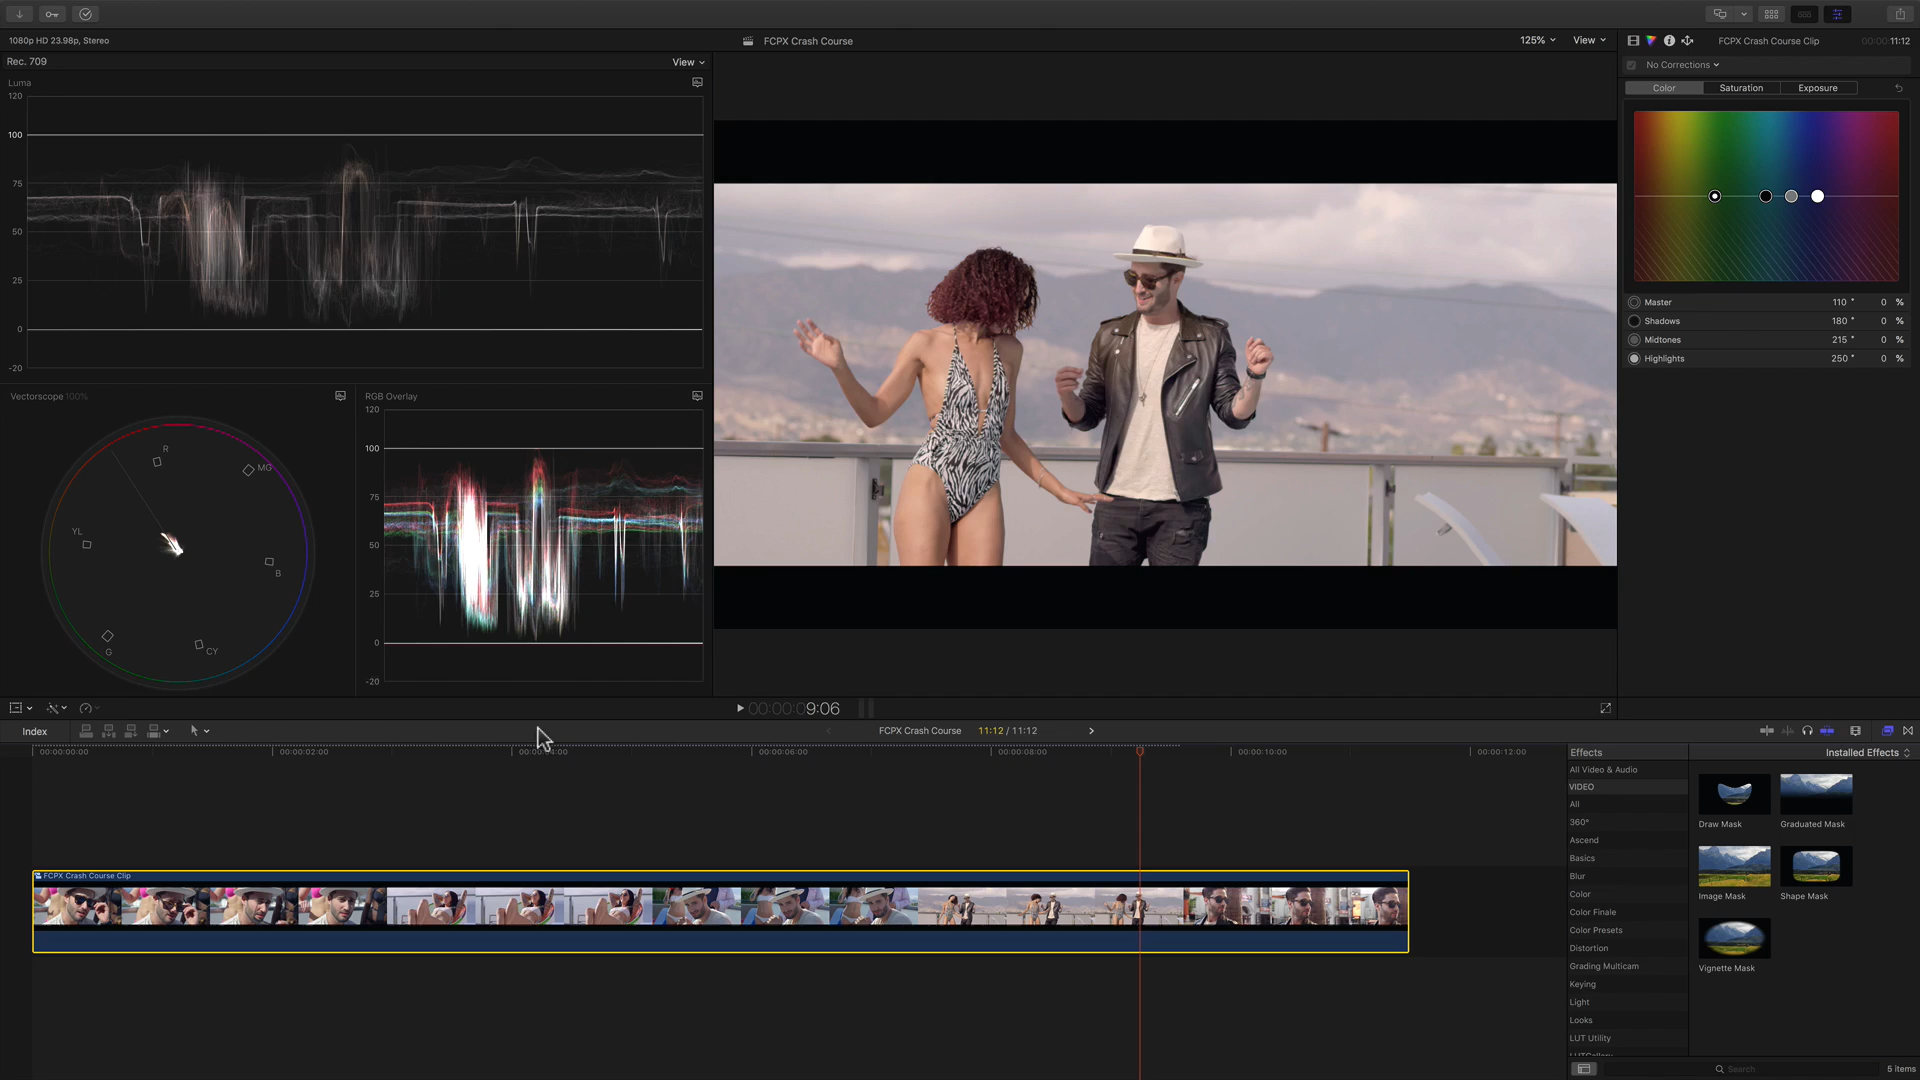 1080p HD 23.98p, Stereo
FCPX Crash Course
125%
View
FCPX Crash Course Clip
00:00:11:12
Rec. 709
View
No Corrections
Luma
Color
Saturation
Exposure
120
100
75
50
25
0
-20
Master
110 °
0 %
Shadows
180 °
0 %
Midtones
215 °
0 %
Highlights
250 °
0 %
Vectorscope 100%
R
MG
YL
B
G
CY
RGB Overlay
120
100
75
50
25
0
-20
00:00:09:06
Index
FCPX Crash Course
11:12 / 11:12
00:00:00:00
00:00:02:00
00:00:04:00
00:00:06:00
00:00:08:00
00:00:10:00
00:00:12:00
FCPX Crash Course Clip
Effects
Installed Effects
All Video & Audio
VIDEO
All
360°
Ascend
Basics
Blur
Color
Color Finale
Color Presets
Distortion
Grading Multicam
Keying
Light
Looks
LUT Utility
Draw Mask
Graduated Mask
Image Mask
Shape Mask
Vignette Mask
Search
5 items